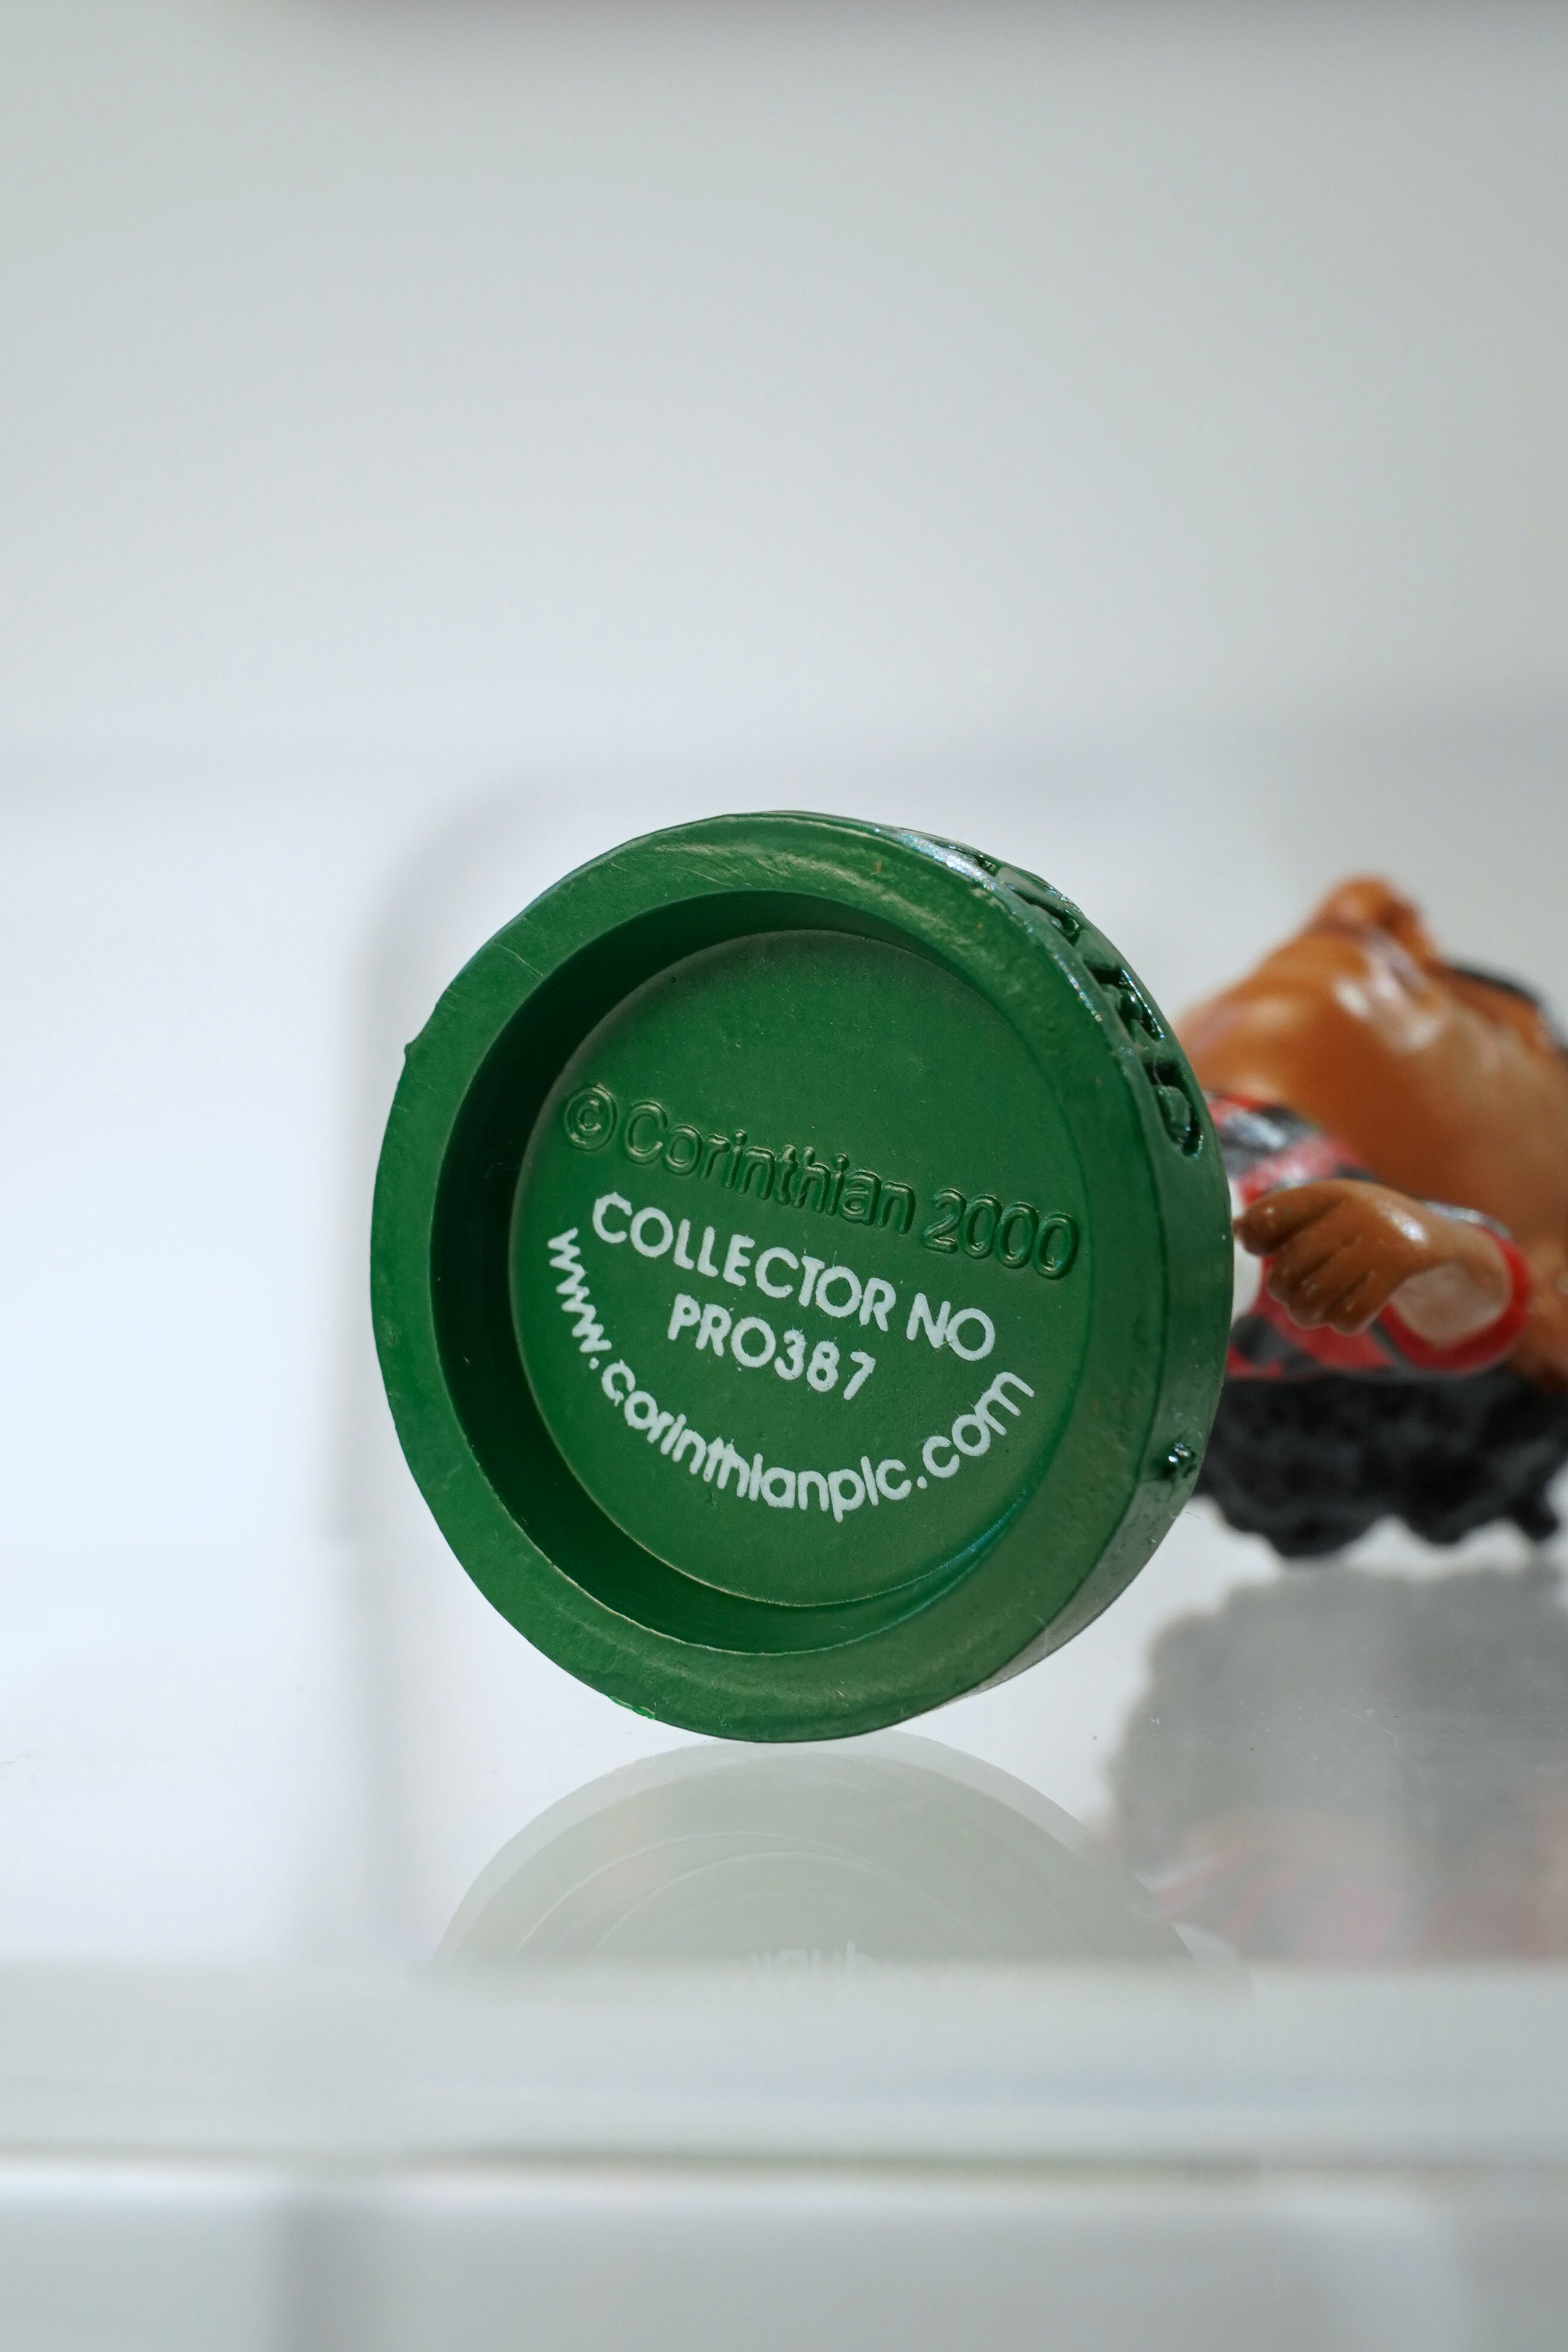 © Corinthian 2000
COLLECTOR NO
PRO387
www.corinthianplc.com